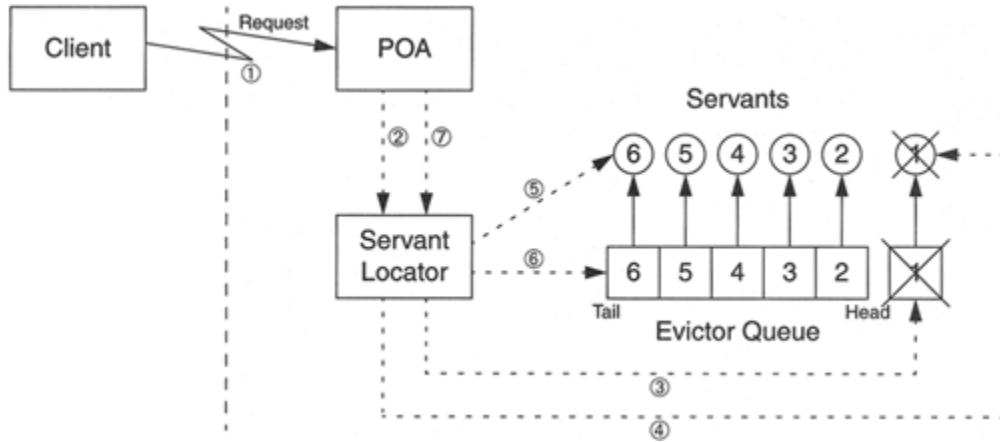 Request
Client
POA
①
Servants
②
⑦
6 5 4 3 2 1
⑤
Servant
Locator
⑥
6 5 4 3 2 1
Tail
Head
Evictor Queue
③
④